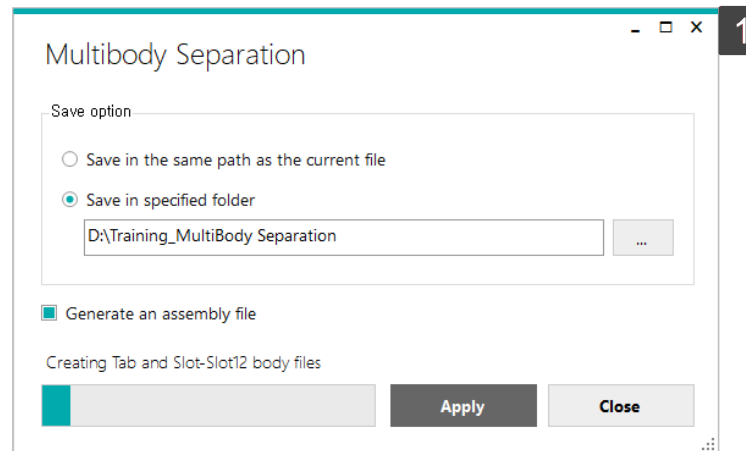 1
Multibody Separation
Save option
Save in the same path as the current file
Save in specified folder
D:\Training_MultiBody Separation
...
Generate an assembly file
Creating Tab and Slot-Slot12 body files
Apply
Close